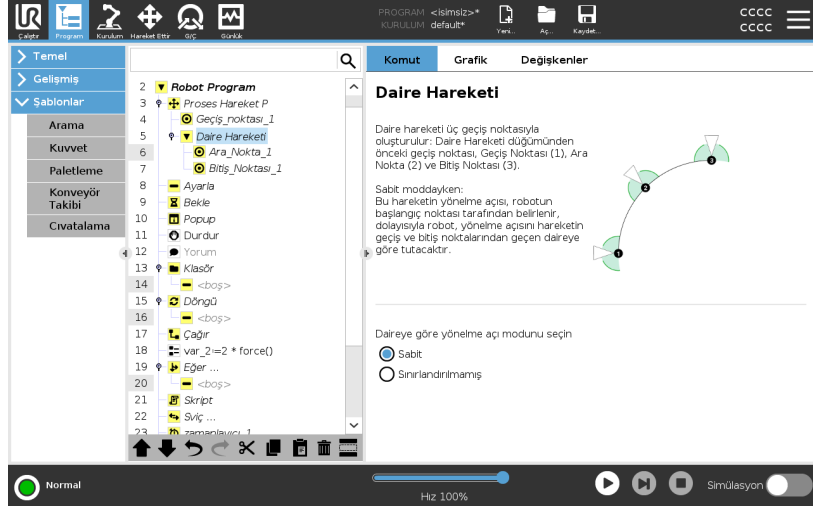 PROGRAM <isimsiz>*
KURULUM default*
Çalıştır
Program
Kurulum
Hareket Ettir
G/Ç
Günlük
Yeni...
Aç...
Kaydet...
cccc
cccc
Temel
Gelişmiş
Şablonlar
Arama
Kuvvet
Paletleme
Konveyör
Takibi
Cıvatalama
2 Robot Program
3 Proses Hareket P
4 Geçiş_noktası_1
5 Daire Hareketi
6 Ara_Nokta_1
7 Bitiş_Noktası_1
8 Ayarla
9 Bekle
10 Popup
11 Durdur
12 Yorum
13 Klasör
14 <boş>
15 Döngü
16 <boş>
17 Çağır
18 var_2:=2 * force()
19 Eğer ...
20 <boş>
21 Skript
22 Sviç ...
23 zamanlayıcı_1
Komut
Grafik
Değişkenler
Daire Hareketi
Daire hareketi üç geçiş noktasıyla
oluşturulur: Daire Hareketi düğümünden
önceki geçiş noktası, Geçiş Noktası (1), Ara
Nokta (2) ve Bitiş Noktası (3).
Sabit moddayken:
Bu hareketin yönelme açısı, robotun
başlangıç noktası tarafından belirlenir,
dolayısıyla robot, yönelme açısını hareketin
geçiş ve bitiş noktalarından geçen daireye
göre tutacaktır.
3
2
1
Daireye göre yönelme açı modunu seçin
Sabit
Sınırlandırılmamış
Normal
Hız 100%
Simülasyon